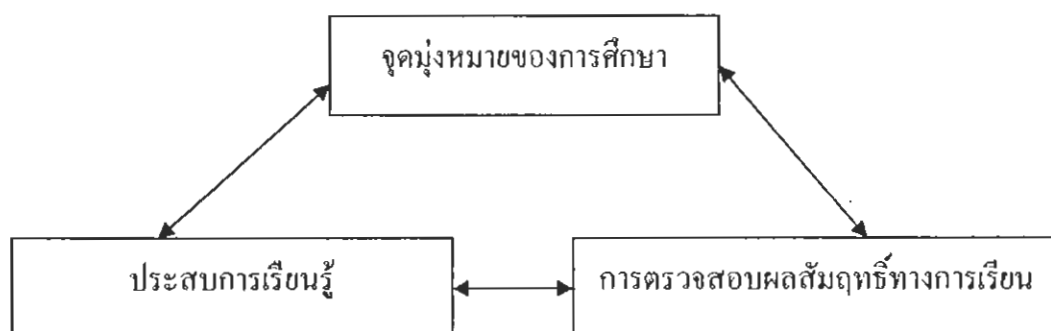 จุดมุ่งหมายของการศึกษา
ประสบการเรียนรู้
การตรวจสอบผลสัมฤทธิ์ทางการเรียน